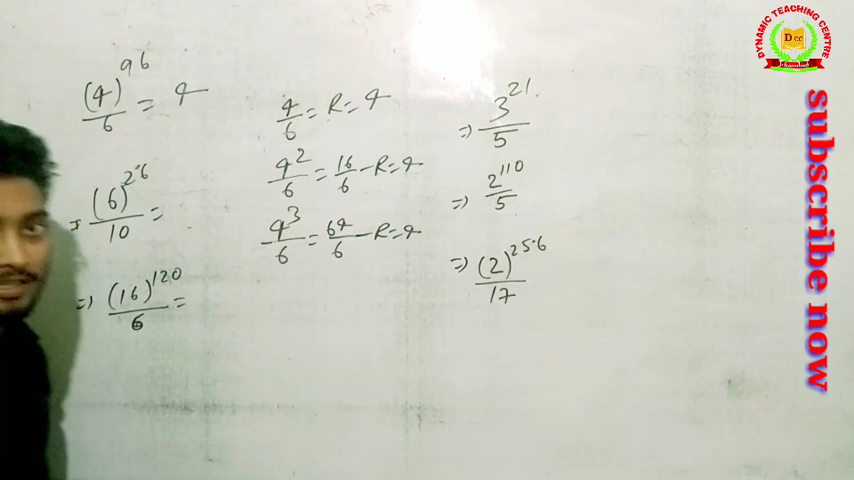 (4)^96/6 = 4
(6)^256/10 =
⇒ (16)^120/6 =
4/6 = R = 4
4^2/6 = 16/6 - R = 4
4^3/6 = 64/6 - R = 4
⇒ 3^21/5
⇒ 2^110/5
⇒ (2)^256/17
DYNAMIC TEACHING CENTRE
Dcc
subscribe now